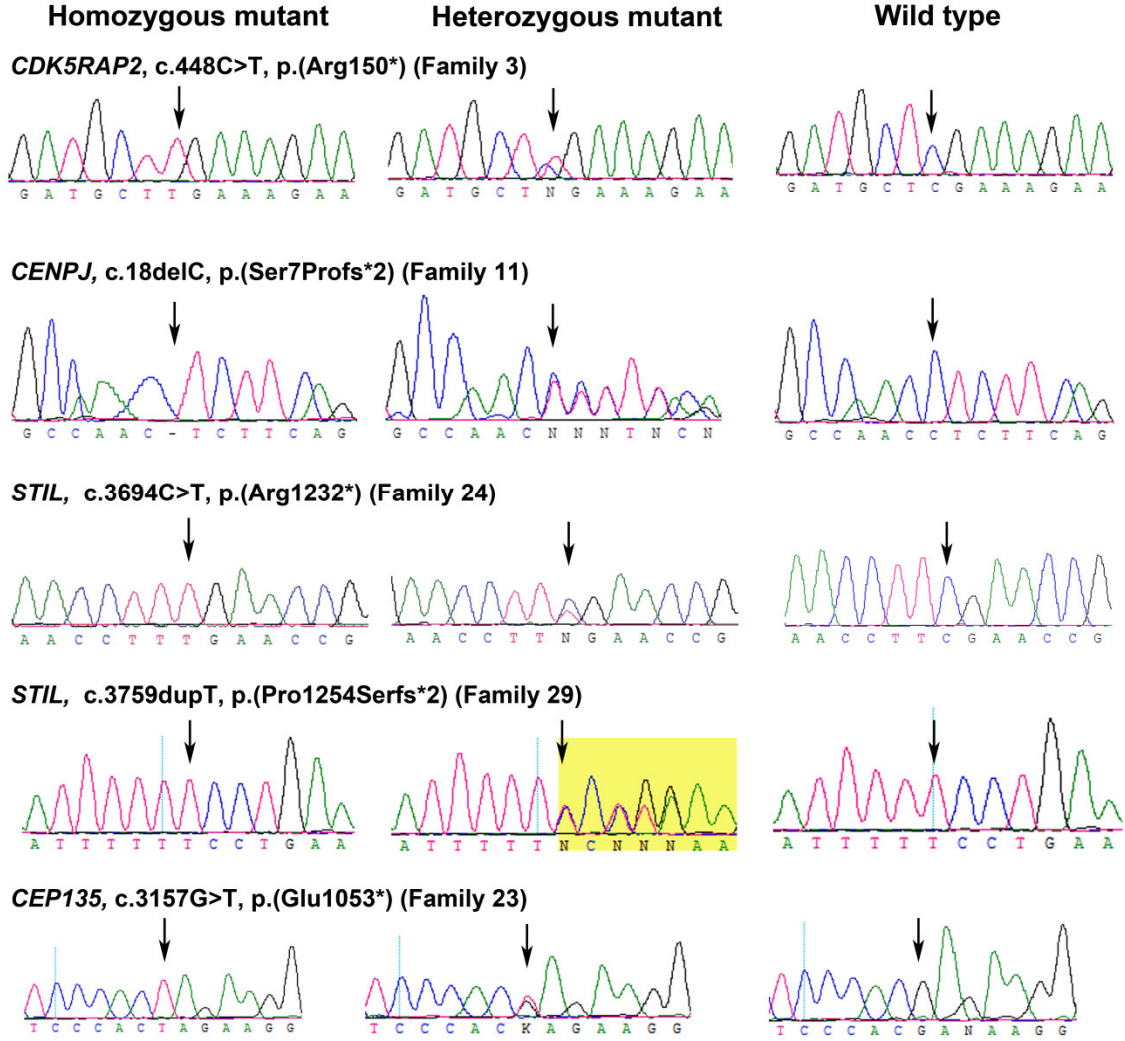 Homozygous mutant Heterozygous mutant Wild type
CDK5RAP2, c.448C>T, p.(Arg150*) (Family 3)
G A T G C T T G A A A G A A G A T G C T N G A A A G A A G A T G C T C G A A A G A A
CENPJ, c.18delC, p.(Ser7Profs*2) (Family 11)
G C C A A C - T C T T C A G G C C A A C N N N T N C N G C C A A C C T C T T C A G
STIL, c.3694C>T, p.(Arg1232*) (Family 24)
A A C C T T T G A A C C G A A C C T T N G A A C C G A A C C T T C G A A C C G
STIL, c.3759dupT, p.(Pro1254Serfs*2) (Family 29)
A T T T T T T C C T G A A A T T T T T N C N N N A A A T T T T T C C T G A A
CEP135, c.3157G>T, p.(Glu1053*) (Family 23)
T C C C A C T A G A A G G T C C C A C K A G A A G G T C C C A C G A N A A G G